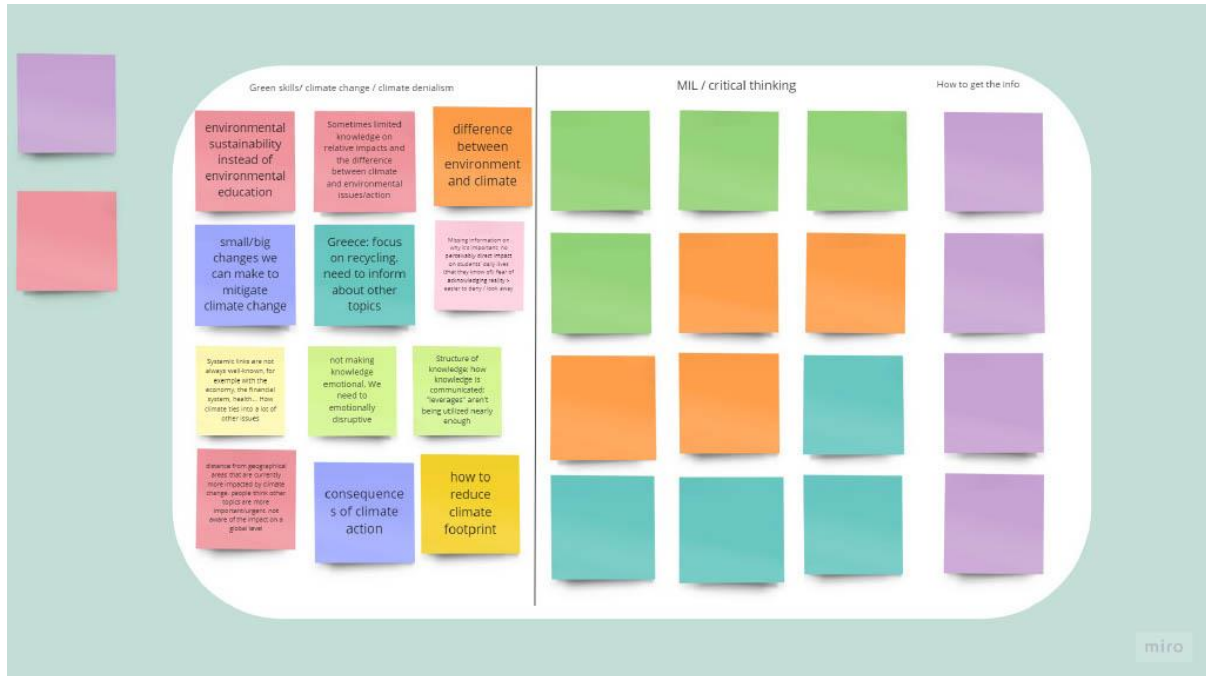 Green skills/ climate change / climate denialism
MIL / critical thinking
How to get the info
environmental
sustainability
instead of
environmental
education
Sometimes limited
knowledge on
relative impacts and
the difference
between climate
and environmental
issues/action
difference
between
environment
and climate
small/big
changes we
can make to
mitigate
climate change
Greece: focus
on recycling.
need to inform
about other
topics
Missing information on
why it's important: no
perceivably direct impact
on students' daily lives
(that they know of) fear of
acknowledging reality >
easier to deny / look away
Systemic links are not
always well-known, for
exemple with the
economy, the financial
system, health... How
climate ties into a lot of
other issues
not making
knowledge
emotional. We
need to
emotionally
disruptive
Structure of
knowledge: how
knowledge is
communicated:
"leverages" aren't
being utilized nearly
enough
distance from geographical
areas that are currently
more impacted by climate
change. people think other
topics are more
important/urgent. not
aware of the impact on a
global level
consequence
s of climate
action
how to
reduce
climate
footprint
miro